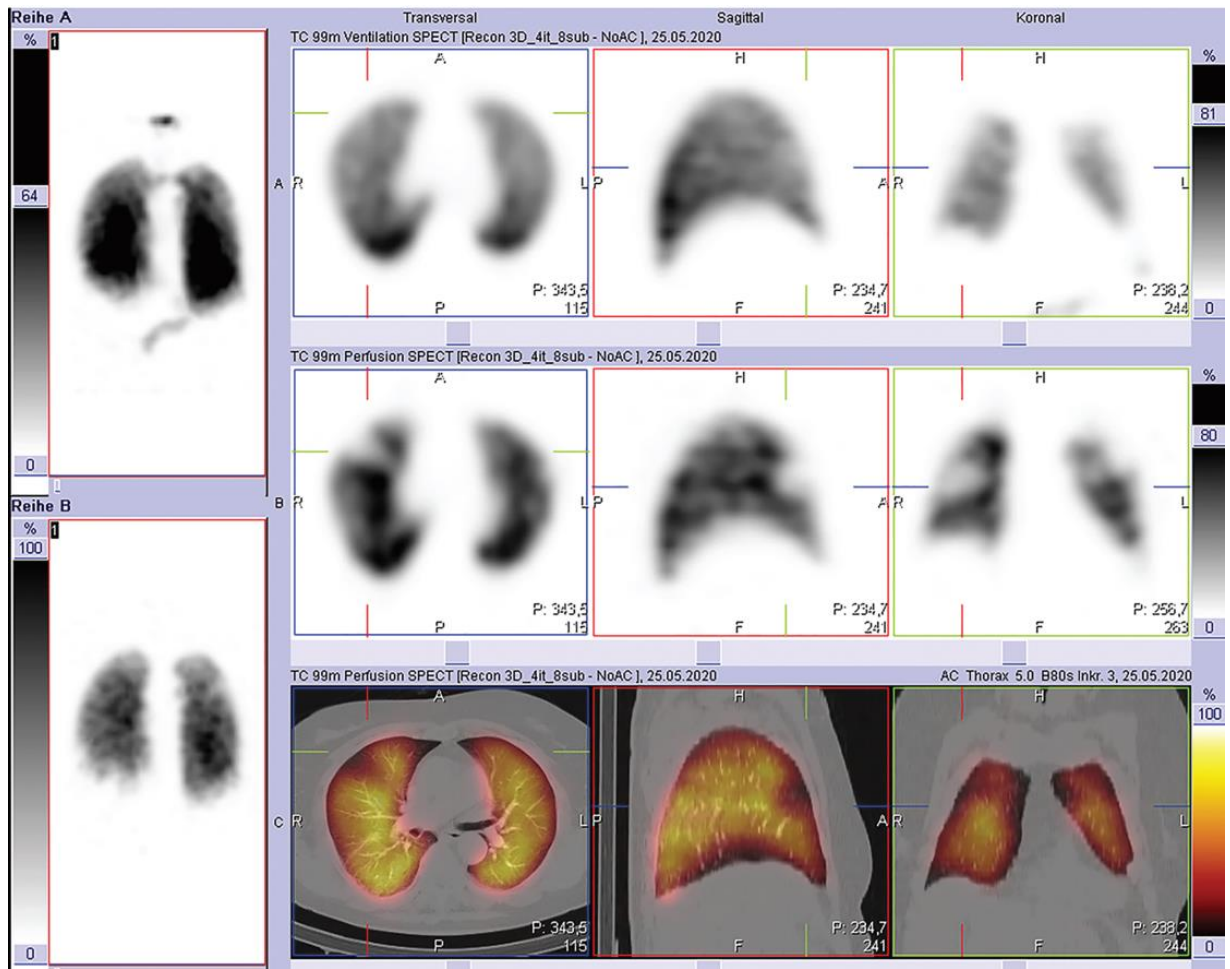 Reihe A
Transversal
Sagittal
Koronal
TC 99m Ventilation SPECT [Recon 3D_4it_8sub - NoAC ], 25.05.2020
%
1
64
0
A
A
R
L
P
P: 343,5
115
H
P
A
F
P: 234,7
241
H
R
L
F
P: 238,2
244
%
81
0
Reihe B
TC 99m Perfusion SPECT [Recon 3D_4it_8sub - NoAC ], 25.05.2020
%
100
1
0
B
A
R
L
P
P: 343,5
115
H
P
A
F
P: 234,7
241
H
R
L
F
P: 256,7
263
%
80
0
TC 99m Perfusion SPECT [Recon 3D_4it_8sub - NoAC ], 25.05.2020
AC Thorax 5.0 B80s Inkr. 3, 25.05.2020
C
A
R
L
P
P: 343,5
115
H
P
A
F
P: 234,7
241
H
R
L
F
P: 238,2
244
%
100
0